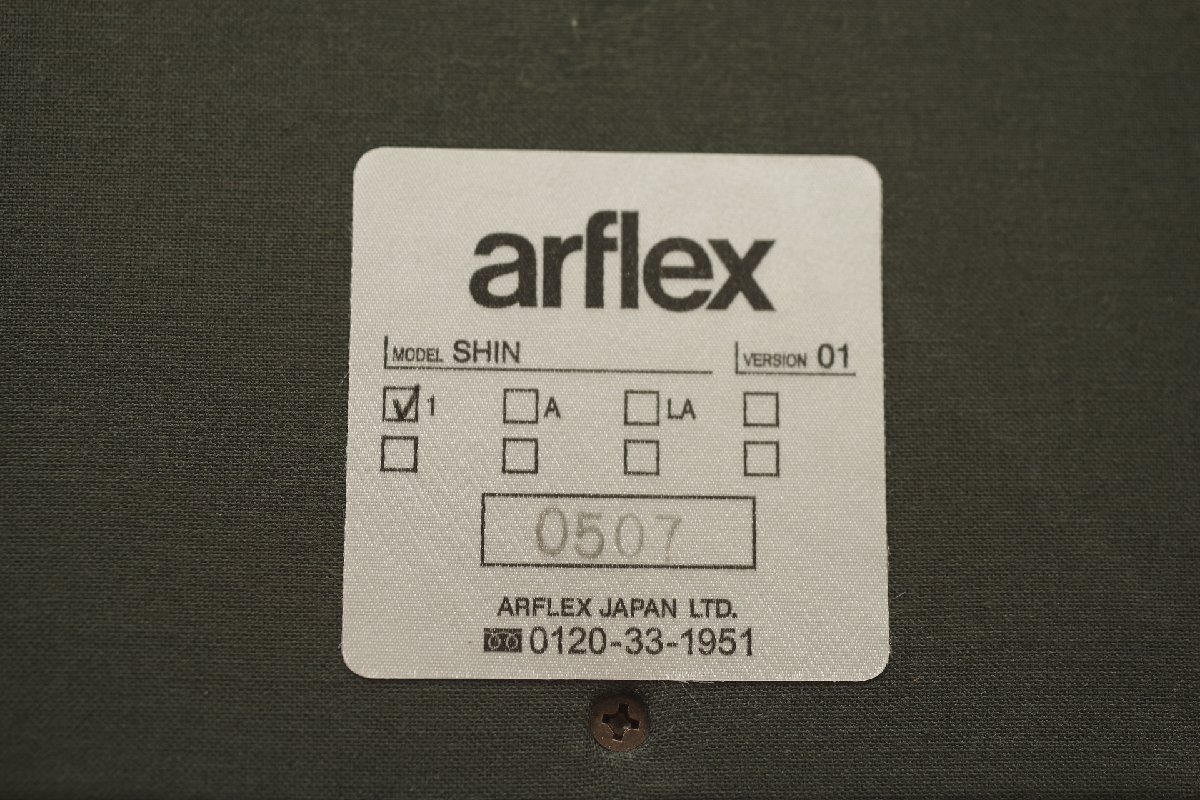 arflex
MODEL SHIN VERSION 01
1 A LA
0507
ARFLEX JAPAN LTD.
0120-33-1951